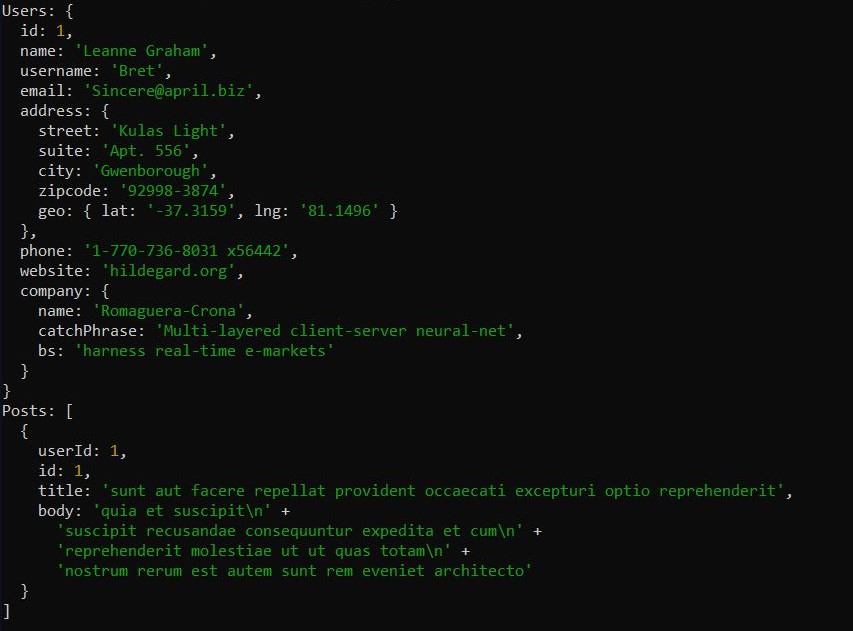 Users: {
  id: 1,
  name: 'Leanne Graham',
  username: 'Bret',
  email: 'Sincere@april.biz',
  address: {
    street: 'Kulas Light',
    suite: 'Apt. 556',
    city: 'Gwenborough',
    zipcode: '92998-3874',
    geo: { lat: '-37.3159', lng: '81.1496' }
  },
  phone: '1-770-736-8031 x56442',
  website: 'hildegard.org',
  company: {
    name: 'Romaguera-Crona',
    catchPhrase: 'Multi-layered client-server neural-net',
    bs: 'harness real-time e-markets'
  }
}
Posts: [
  {
    userId: 1,
    id: 1,
    title: 'sunt aut facere repellat provident occaecati excepturi optio reprehenderit',
    body: 'quia et suscipit\n' +
      'suscipit recusandae consequuntur expedita et cum\n' +
      'reprehenderit molestiae ut ut quas totam\n' +
      'nostrum rerum est autem sunt rem eveniet architecto'
  }
]